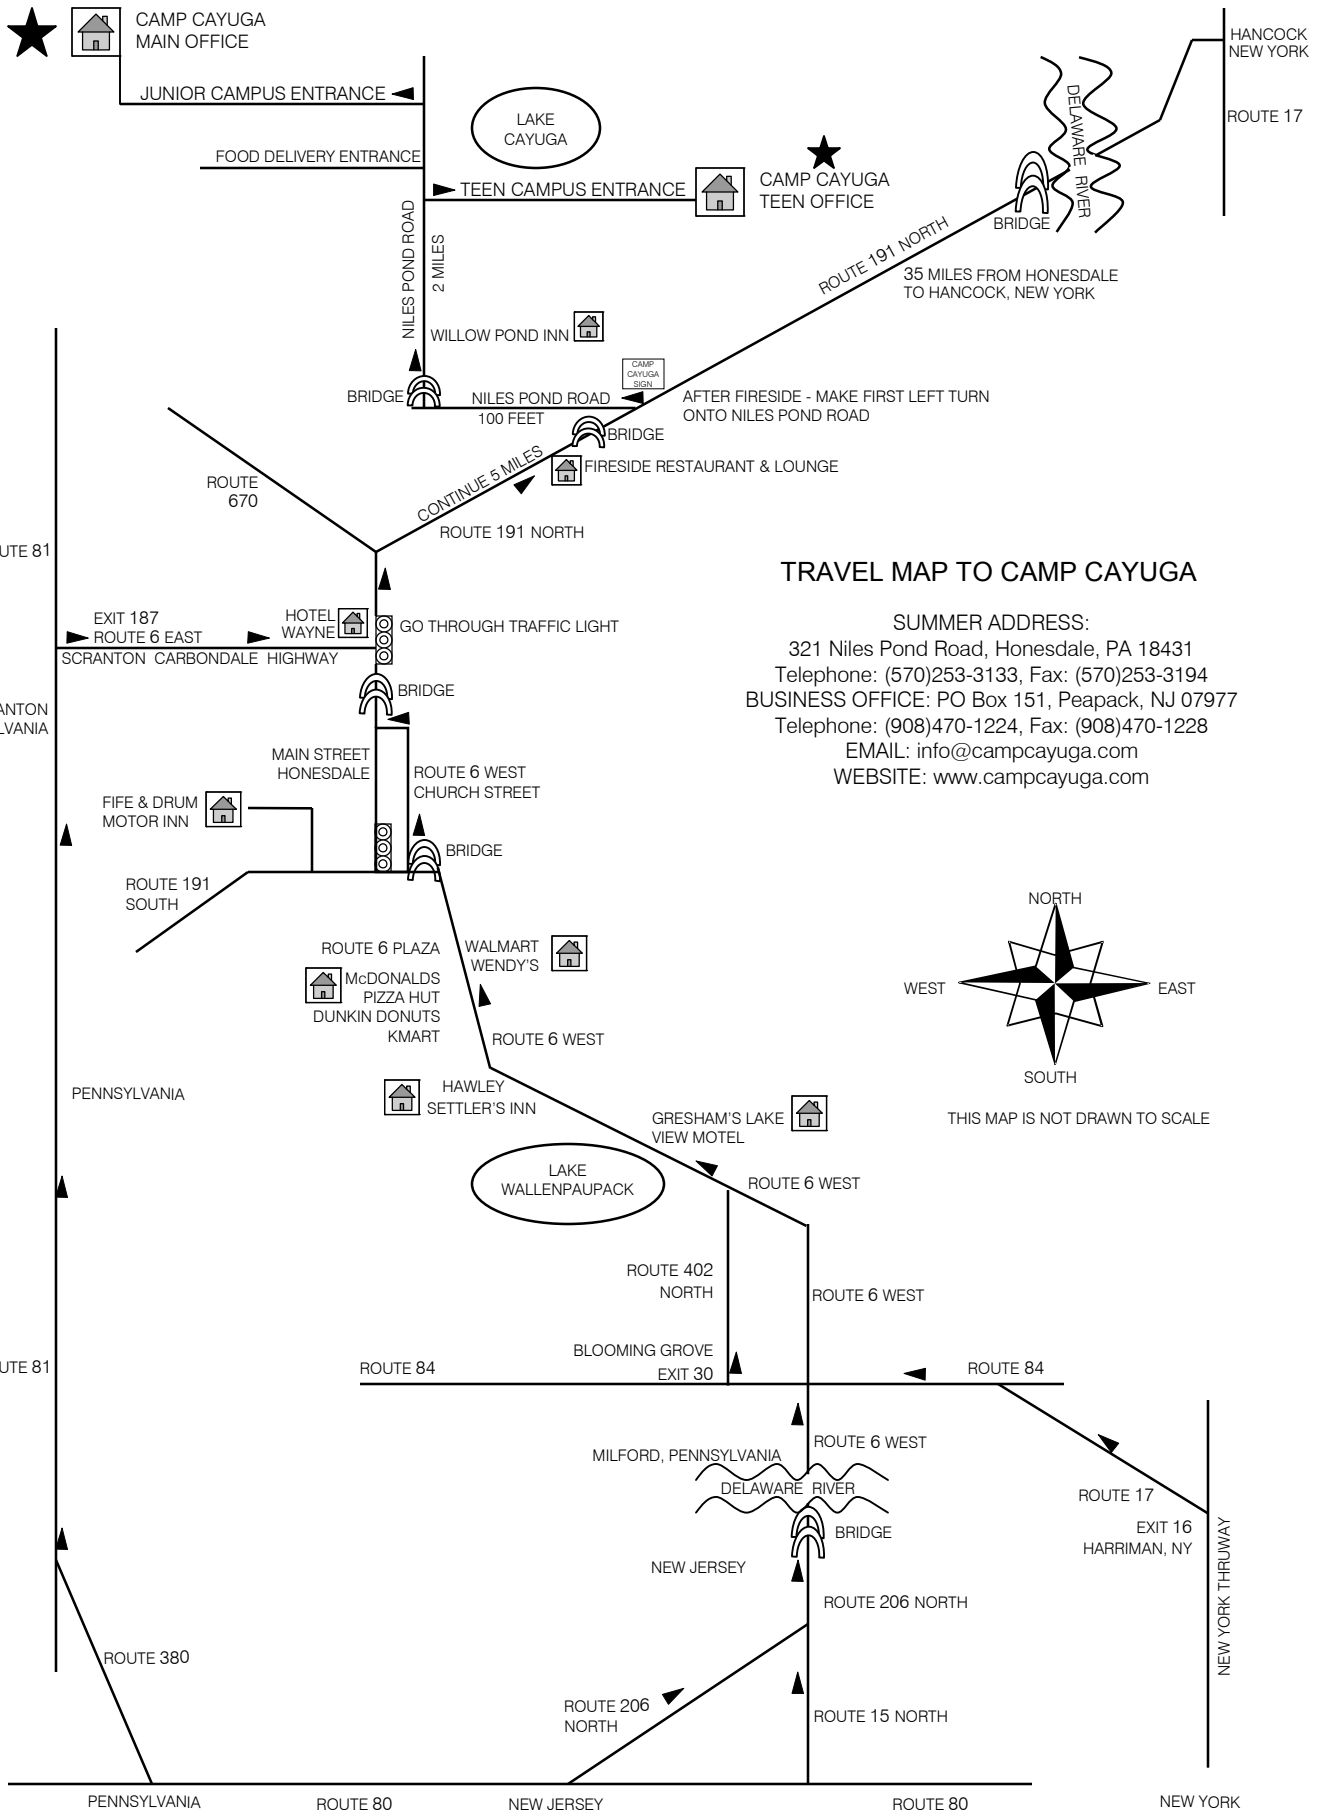 CAMP CAYUGA
MAIN OFFICE
HANCOCK
NEW YORK
JUNIOR CAMPUS ENTRANCE
LAKE
CAYUGA
DELAWARE RIVER
ROUTE 17
FOOD DELIVERY ENTRANCE
TEEN CAMPUS ENTRANCE
CAMP CAYUGA
TEEN OFFICE
BRIDGE
NILES POND ROAD
2 MILES
ROUTE 191 NORTH
35 MILES FROM HONESDALE
TO HANCOCK, NEW YORK
WILLOW POND INN
CAMP
CAYUGA
SIGN
BRIDGE
NILES POND ROAD
100 FEET
AFTER FIRESIDE - MAKE FIRST LEFT TURN
ONTO NILES POND ROAD
BRIDGE
FIRESIDE RESTAURANT & LOUNGE
CONTINUE 5 MILES
ROUTE 191 NORTH
ROUTE
670
UTE 81
TRAVEL MAP TO CAMP CAYUGA
SUMMER ADDRESS:
321 Niles Pond Road, Honesdale, PA 18431
Telephone: (570)253-3133, Fax: (570)253-3194
BUSINESS OFFICE: PO Box 151, Peapack, NJ 07977
Telephone: (908)470-1224, Fax: (908)470-1228
EMAIL: info@campcayuga.com
WEBSITE: www.campcayuga.com
EXIT 187
ROUTE 6 EAST
SCRANTON CARBONDALE HIGHWAY
HOTEL
WAYNE
GO THROUGH TRAFFIC LIGHT
BRIDGE
ANTON
LVANIA
MAIN STREET
HONESDALE
ROUTE 6 WEST
CHURCH STREET
FIFE & DRUM
MOTOR INN
BRIDGE
ROUTE 191
SOUTH
ROUTE 6 PLAZA
McDONALDS
PIZZA HUT
DUNKIN DONUTS
KMART
WALMART
WENDY'S
ROUTE 6 WEST
NORTH
WEST
EAST
SOUTH
THIS MAP IS NOT DRAWN TO SCALE
PENNSYLVANIA
HAWLEY
SETTLER'S INN
GRESHAM'S LAKE
VIEW MOTEL
LAKE
WALLENPAUPACK
ROUTE 6 WEST
ROUTE 402
NORTH
ROUTE 6 WEST
BLOOMING GROVE
EXIT 30
UTE 81
ROUTE 84
ROUTE 84
ROUTE 6 WEST
MILFORD, PENNSYLVANIA
DELAWARE RIVER
BRIDGE
NEW JERSEY
ROUTE 17
EXIT 16
HARRIMAN, NY
NEW YORK THRUWAY
ROUTE 206 NORTH
ROUTE 380
ROUTE 206
NORTH
ROUTE 15 NORTH
PENNSYLVANIA
ROUTE 80
NEW JERSEY
ROUTE 80
NEW YORK